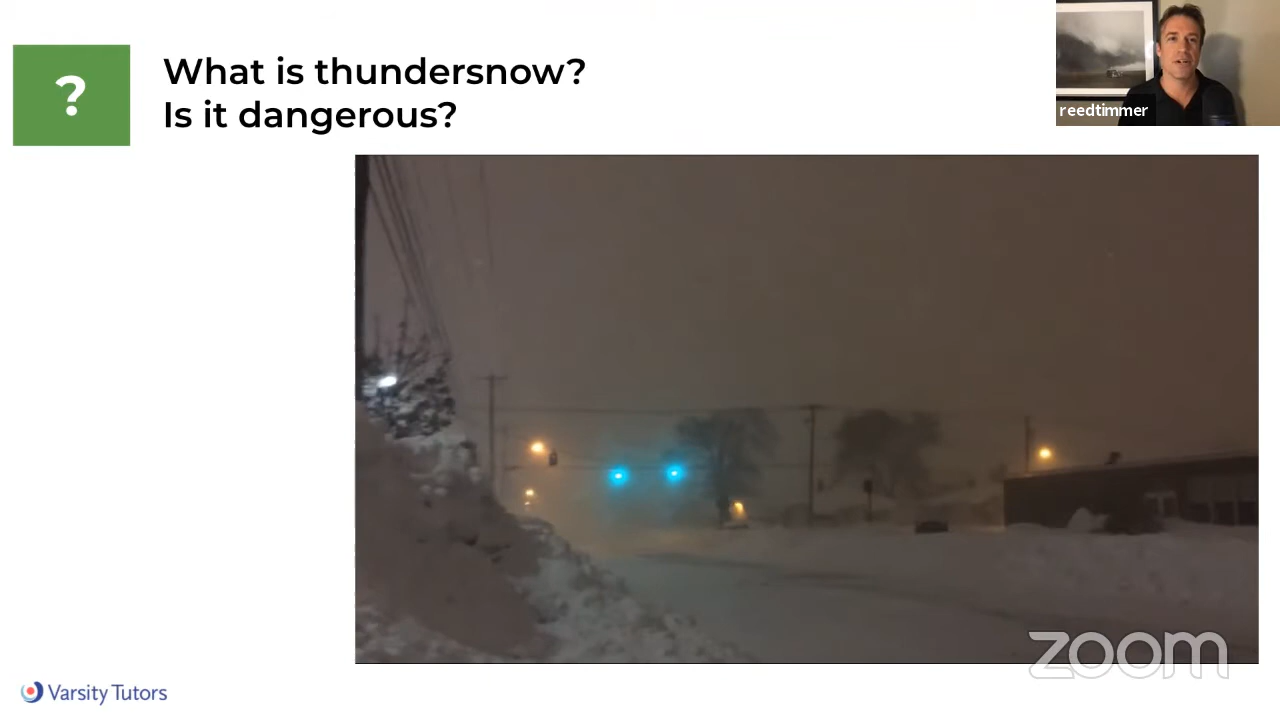 ?
What is thundersnow?
Is it dangerous?
reedtimmer
zoom
Varsity Tutors